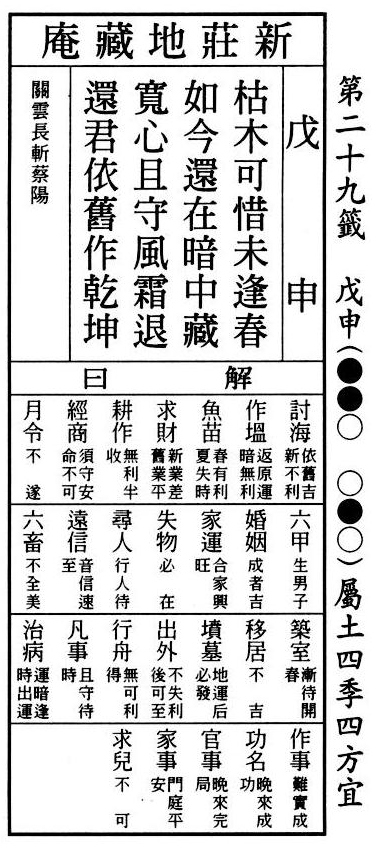 第二十九籤　戊申(●●○　○●○)屬土四季四方宜
新莊地藏庵
戊申
枯木可惜未逢春
如今還在暗中藏
寬心且守風霜退
還君依舊作乾坤
關雲長斬蔡陽
解曰
討海 依舊吉新不利
作塭 返原運暗無利
魚苗 春有利夏失時
求財 新業差舊業平
耕作 無利半收
經商 須守安命不可
月令 不遂
六甲 生男子
婚姻 成者吉
家運 合家興旺
失物 必在
尋人 行人待
遠信 音信速至
六畜 不全美
築室 漸待開春
移居 不吉
墳墓 地運后必發
出外 不失利後可至
行舟 無可利得
凡事 且守待時
治病 運暗逢時出運
作事 難實成
功名 晚來成功
官事 晚來完局
家事 門庭平安
求兒 不可